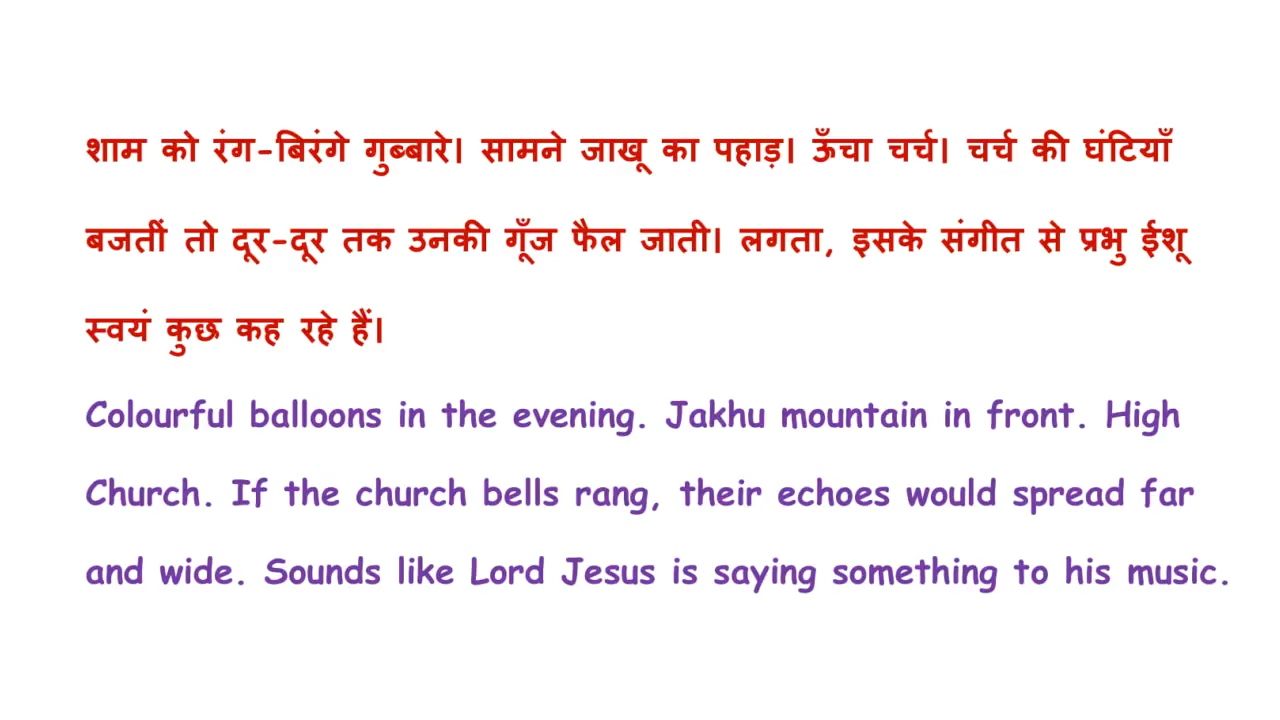 शाम को रंग-बिरंगे गुब्बारे। सामने जाखू का पहाड़। ऊँचा चर्च। चर्च की घंटियाँ
बजतीं तो दूर-दूर तक उनकी गूँज फैल जाती। लगता, इसके संगीत से प्रभु ईशू
स्वयं कुछ कह रहे हैं।
Colourful balloons in the evening. Jakhu mountain in front. High
Church. If the church bells rang, their echoes would spread far
and wide. Sounds like Lord Jesus is saying something to his music.